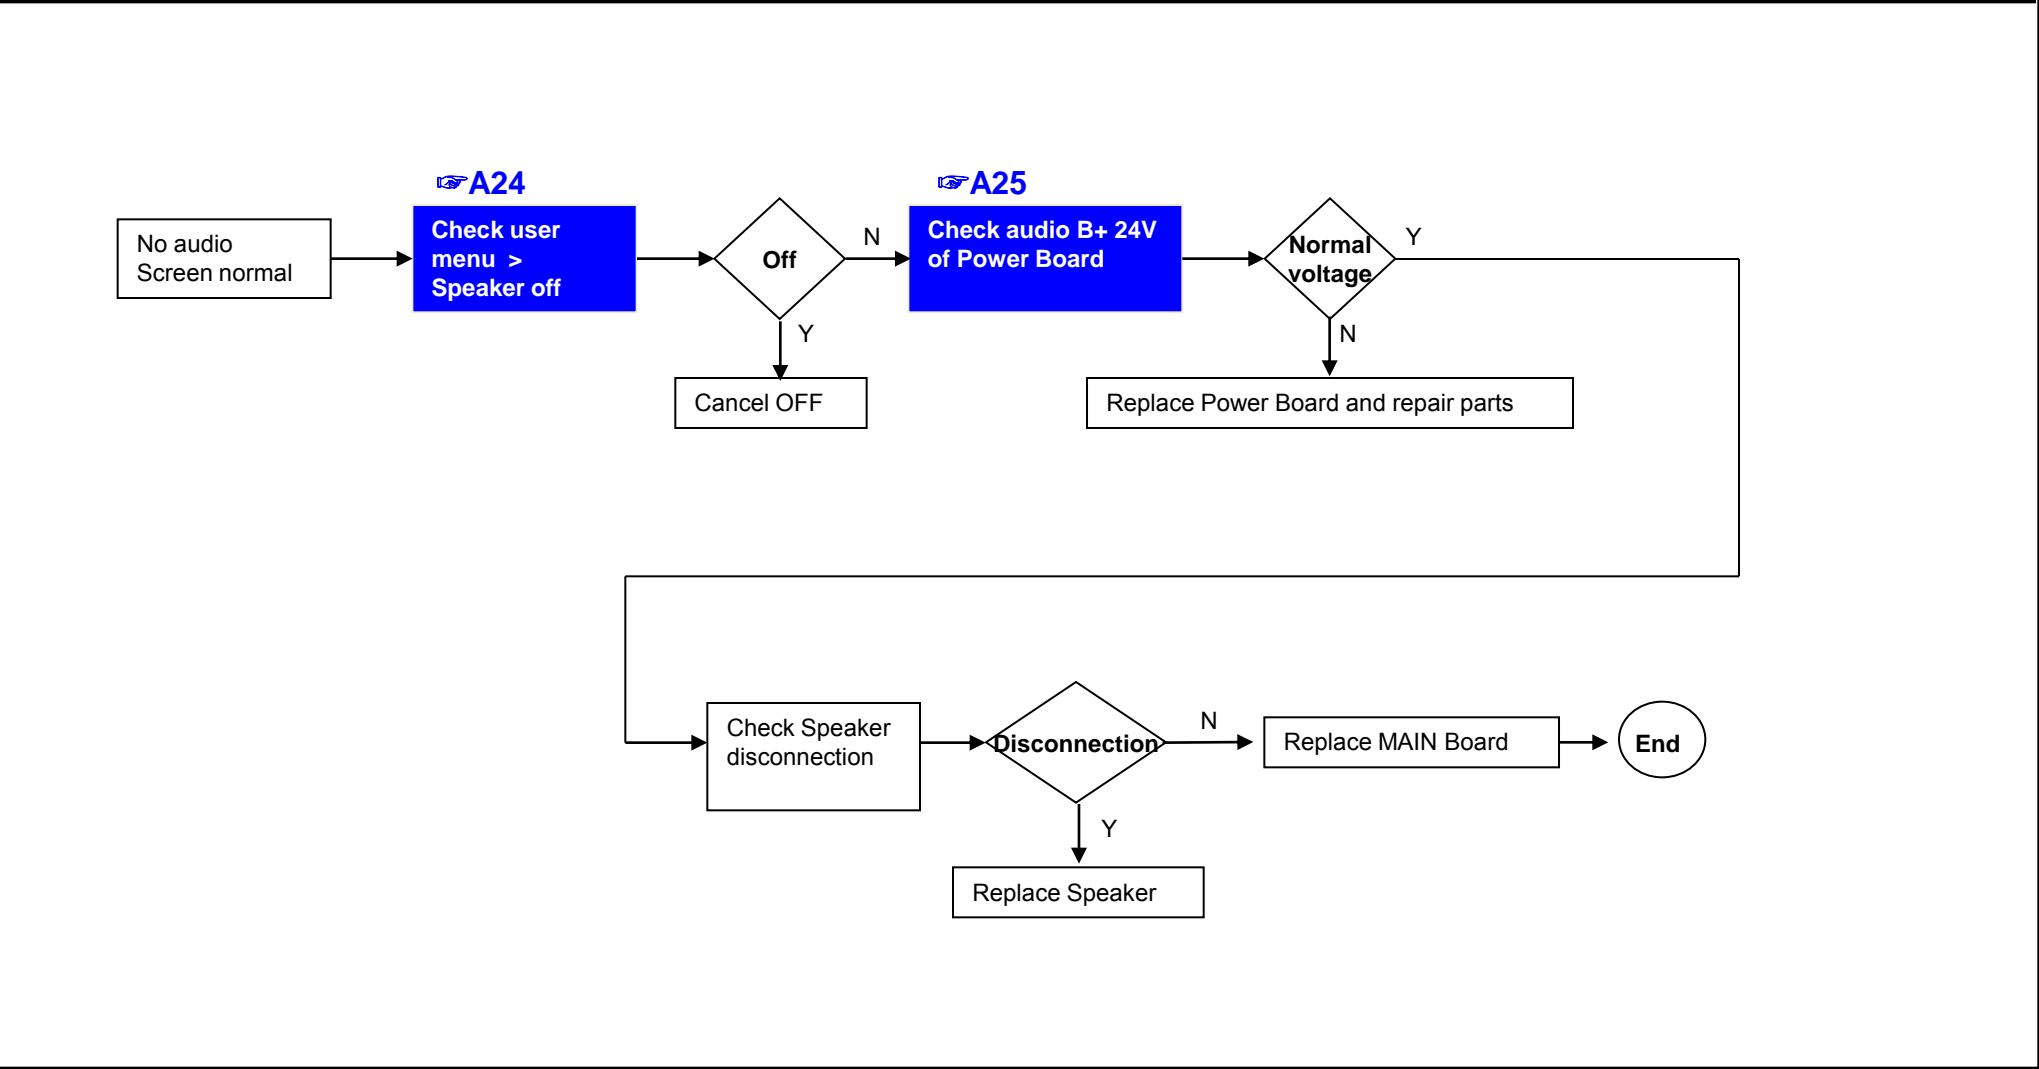 ☞A24
☞A25
No audio
Screen normal
Check user
menu >
Speaker off
Off
N
Check audio B+ 24V
of Power Board
Normal
voltage
Y
Y
N
Cancel OFF
Replace Power Board and repair parts
Check Speaker
disconnection
Disconnection
N
Replace MAIN Board
End
Y
Replace Speaker